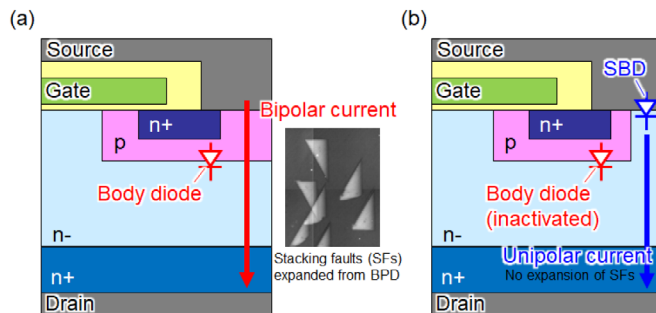 (a)
Source
Gate
n+
p
Bipolar current
Body diode
n-
n+
Drain
Stacking faults (SFs)
expanded from BPD
(b)
Source
SBD
Gate
n+
p
Body diode
(inactivated)
n-
Unipolar current
No expansion of SFs
n+
Drain